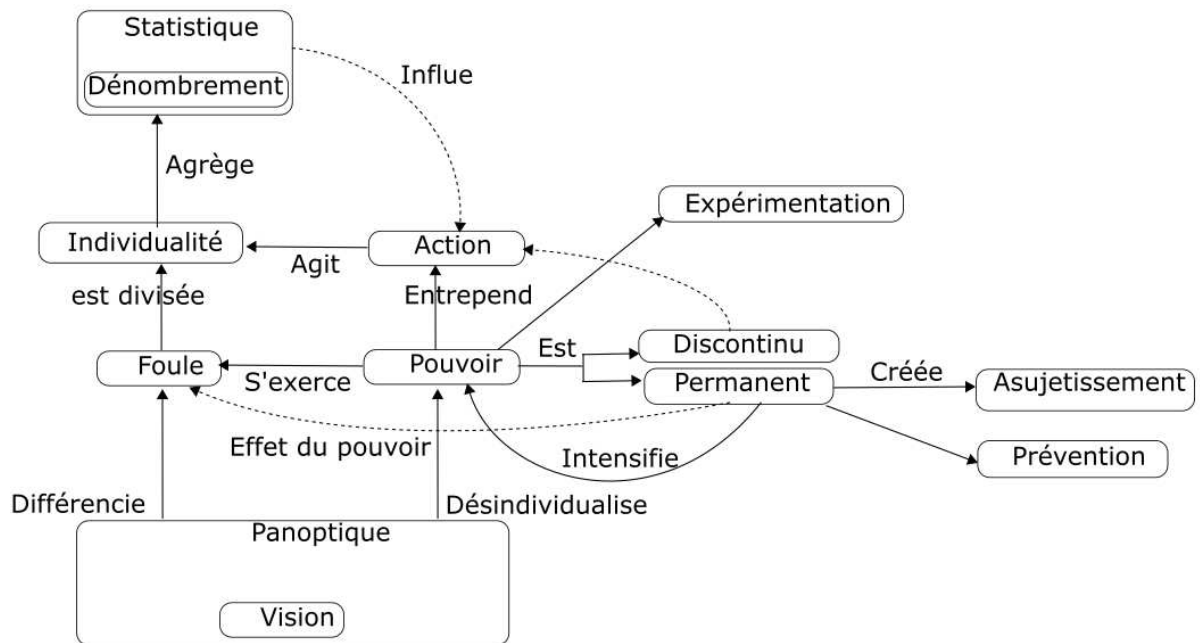 Statistique
Dénombrement
Influe
Agrège
Expérimentation
Individualité
Action
Agit
est divisée
Entrepend
Est
Discontinu
Foule
S'exerce
Pouvoir
Permanent
Créée
Asujetissement
Effet du pouvoir
Intensifie
Prévention
Différencie
Désindividualise
Panoptique
Vision